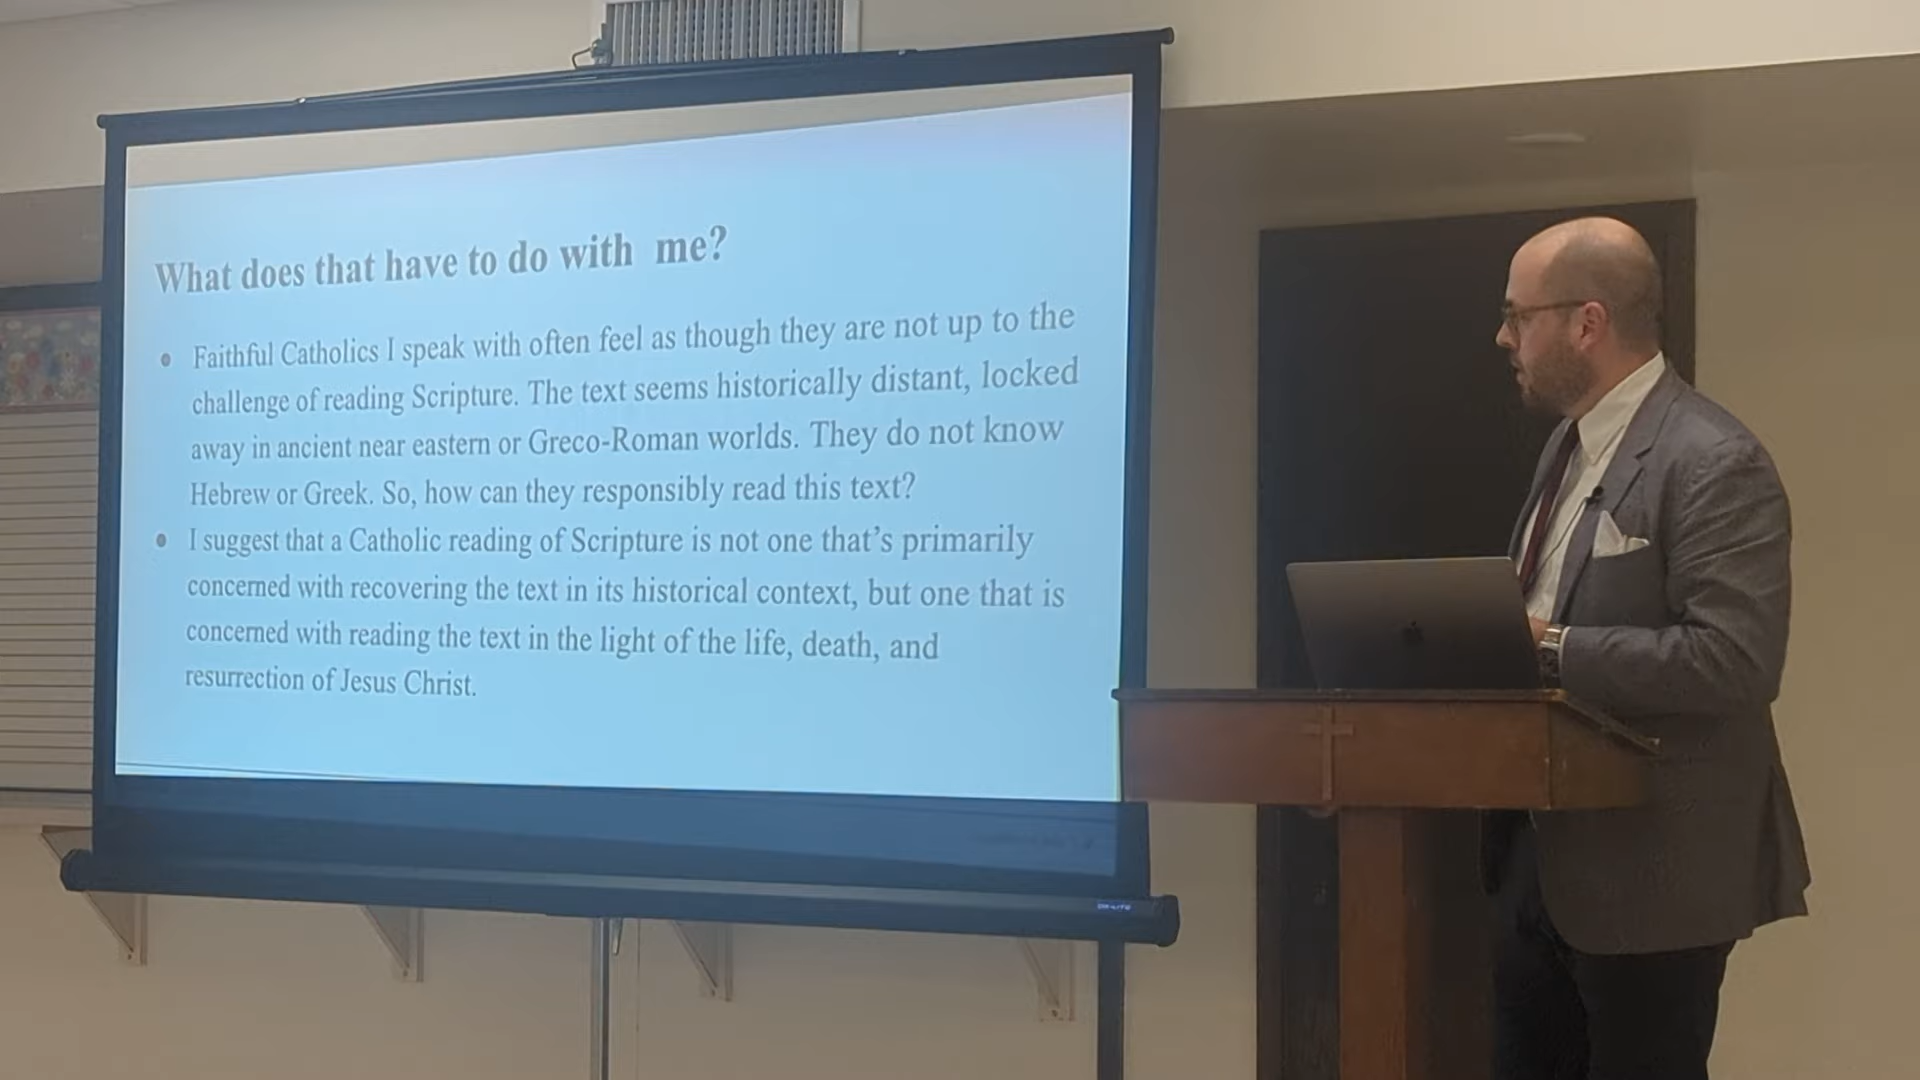 What does that have to do with me?
• Faithful Catholics I speak with often feel as though they are not up to the
challenge of reading Scripture. The text seems historically distant, locked
away in ancient near eastern or Greco-Roman worlds. They do not know
Hebrew or Greek. So, how can they responsibly read this text?
• I suggest that a Catholic reading of Scripture is not one that's primarily
concerned with recovering the text in its historical context, but one that is
concerned with reading the text in the light of the life, death, and
resurrection of Jesus Christ.
DA-LITE